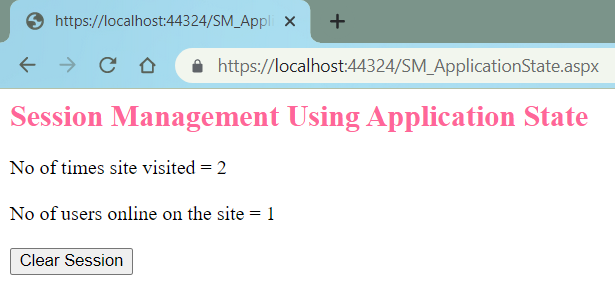 https://localhost:44324/SM_Appli
https://localhost:44324/SM_ApplicationState.aspx
Session Management Using Application State
No of times site visited = 2
No of users online on the site = 1
Clear Session